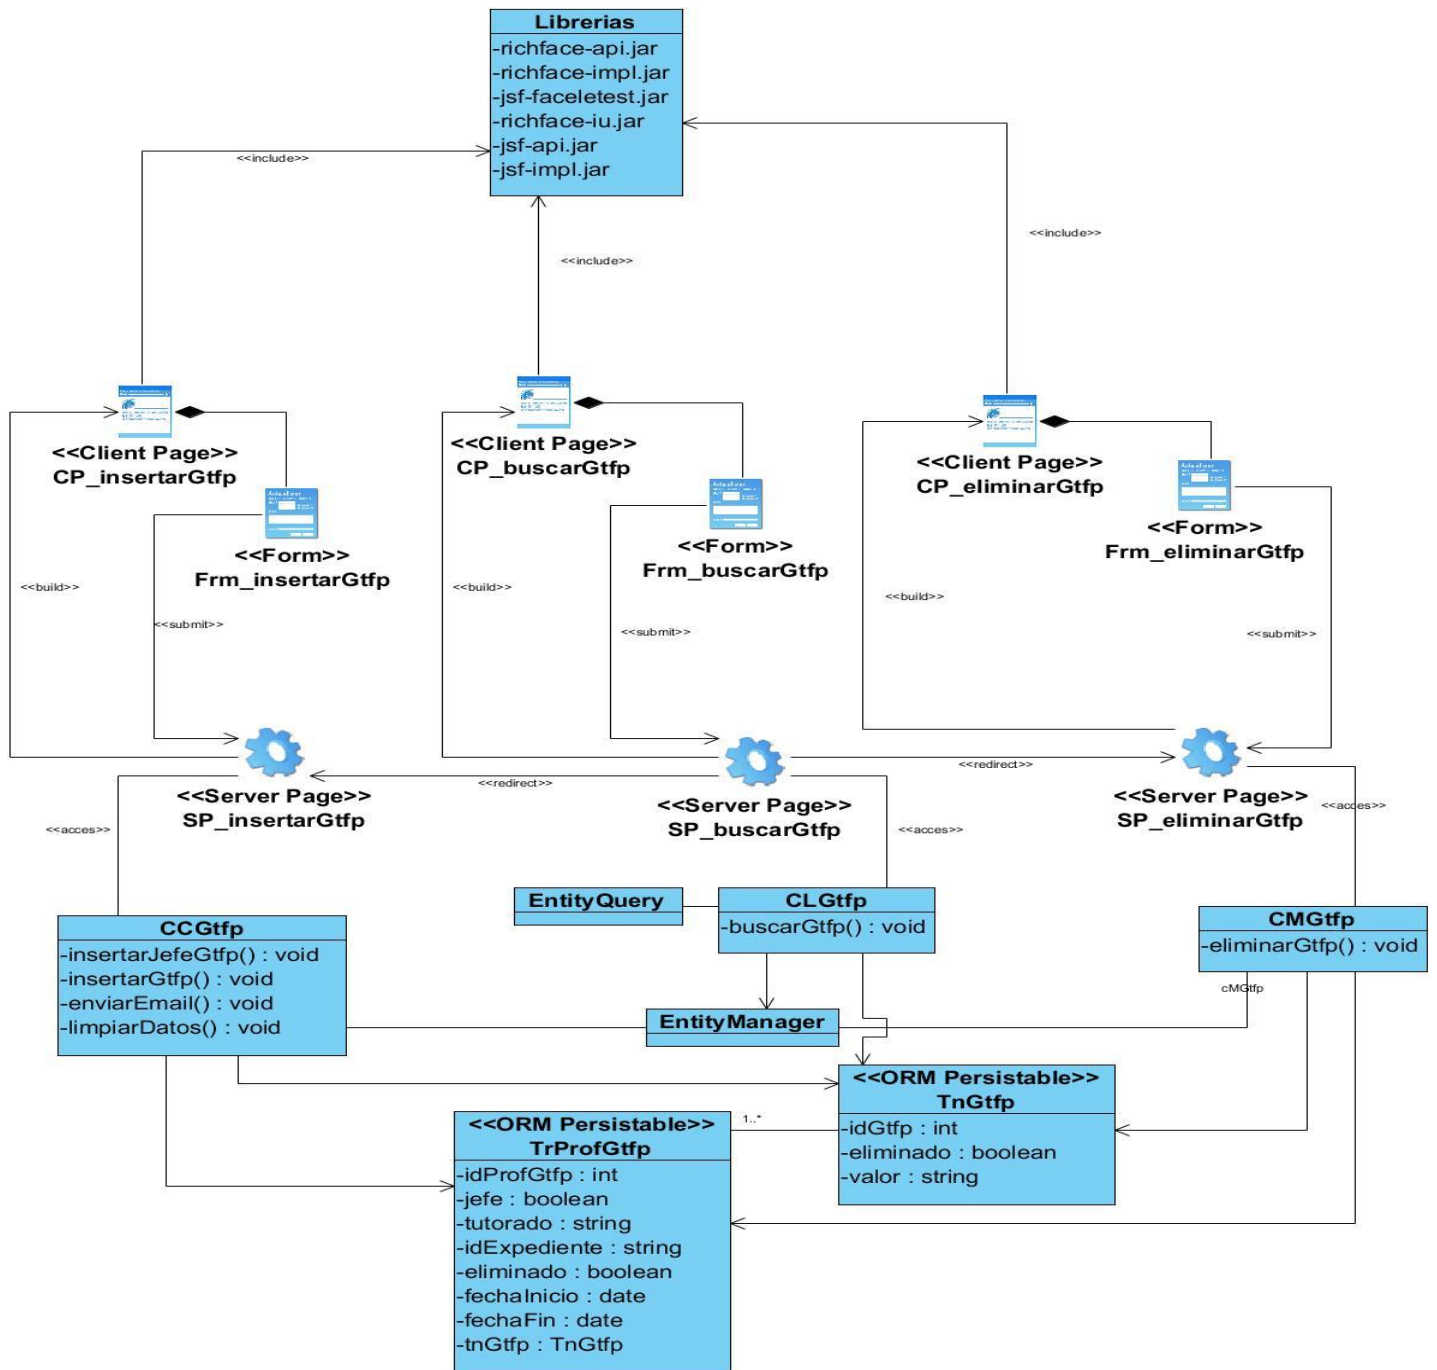 Librerias
-richface-api.jar
-richface-impl.jar
-jsf-faceletest.jar
-richface-iu.jar
-jsf-api.jar
-jsf-impl.jar
<<include>>
<<include>>
<<include>>
<<Client Page>>
CP_insertarGtfp
<<Client Page>>
CP_buscarGtfp
<<Client Page>>
CP_eliminarGtfp
<<Form>>
Frm_insertarGtfp
<<Form>>
Frm_buscarGtfp
<<Form>>
Frm_eliminarGtfp
<<build>>
<<submit>>
<<build>>
<<submit>>
<<build>>
<<submit>>
<<redirect>>
<<redirect>>
<<Server Page>>
SP_insertarGtfp
<<Server Page>>
SP_buscarGtfp
<<Server Page>>
SP_eliminarGtfp
<<acces>>
<<acces>>
<<acces>>
EntityQuery
CLGtfp
-buscarGtfp() : void
CCGtfp
-insertarJefeGtfp() : void
-insertarGtfp() : void
-enviarEmail() : void
-limpiarDatos() : void
CMGtfp
-eliminarGtfp() : void
cMGtfp
EntityManager
<<ORM Persistable>>
TnGtfp
-idGtfp : int
-eliminado : boolean
-valor : string
1..*
<<ORM Persistable>>
TrProfGtfp
-idProfGtfp : int
-jefe : boolean
-tutorado : string
-idExpediente : string
-eliminado : boolean
-fechaInicio : date
-fechaFin : date
-tnGtfp : TnGtfp